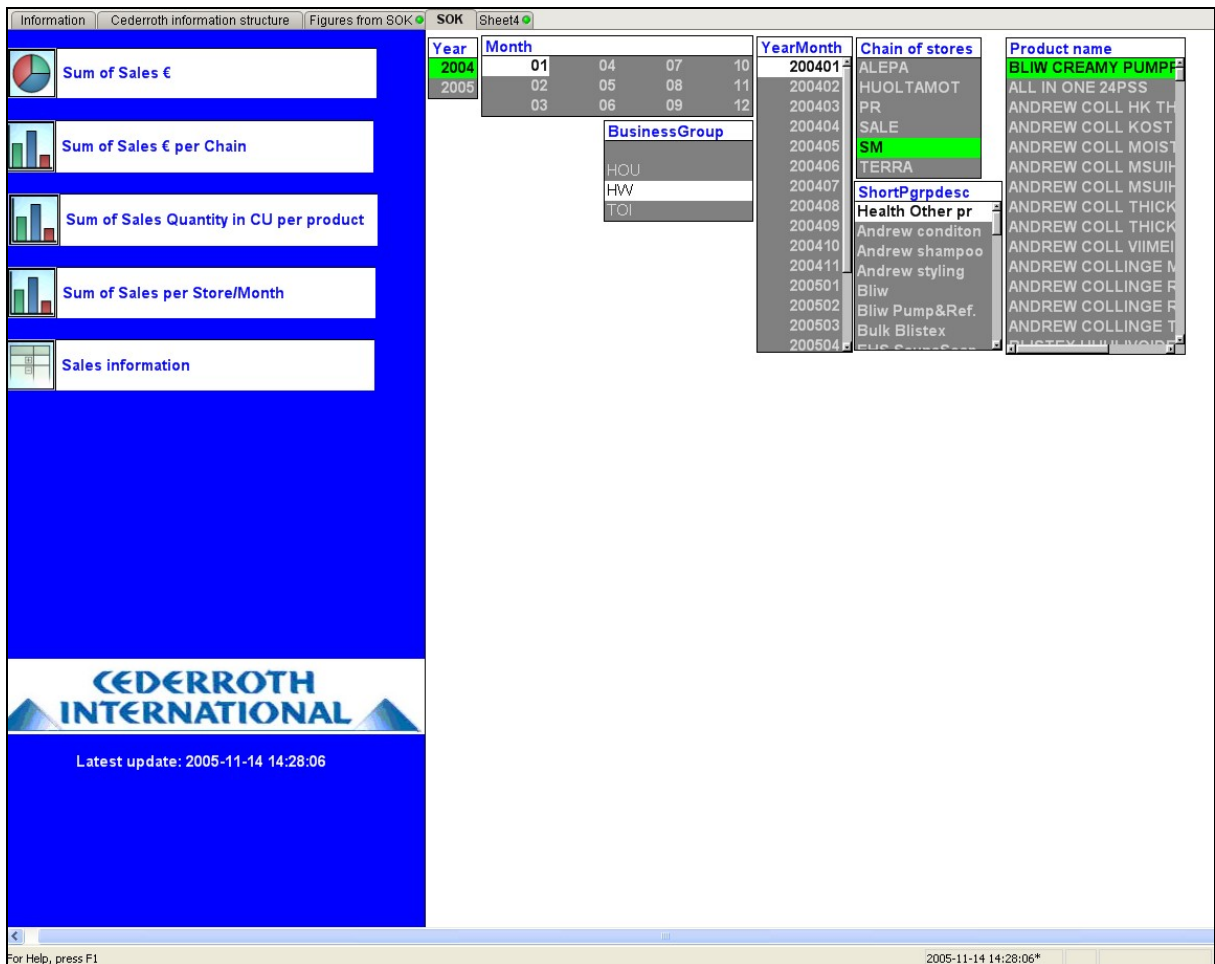 Information Cederroth information structure Figures from SOK SOK Sheet4
Sum of Sales €
Sum of Sales € per Chain
Sum of Sales Quantity in CU per product
Sum of Sales per Store/Month
Sales information
CEDERROTH
INTERNATIONAL
Latest update: 2005-11-14 14:28:06
Year
2004
2005
Month
01 04 07 10
02 05 08 11
03 06 09 12
BusinessGroup
HOU
HW
TOI
YearMonth
200401
200402
200403
200404
200405
200406
200407
200408
200409
200410
200411
200501
200502
200503
200504
Chain of stores
ALEPA
HUOLTAMOT
PR
SALE
SM
TERRA
ShortPgrpdesc
Health Other pr
Andrew conditon
Andrew shampoo
Andrew styling
Bliw
Bliw Pump&Ref.
Bulk Blistex
Product name
BLIW CREAMY PUMPF
ALL IN ONE 24PSS
ANDREW COLL HK TH
ANDREW COLL KOST
ANDREW COLL MOIST
ANDREW COLL MSUIH
ANDREW COLL MSUIH
ANDREW COLL THICK
ANDREW COLL THICK
ANDREW COLL VIIMEI
ANDREW COLLINGE M
ANDREW COLLINGE R
ANDREW COLLINGE R
ANDREW COLLINGE T
For Help, press F1
2005-11-14 14:28:06*